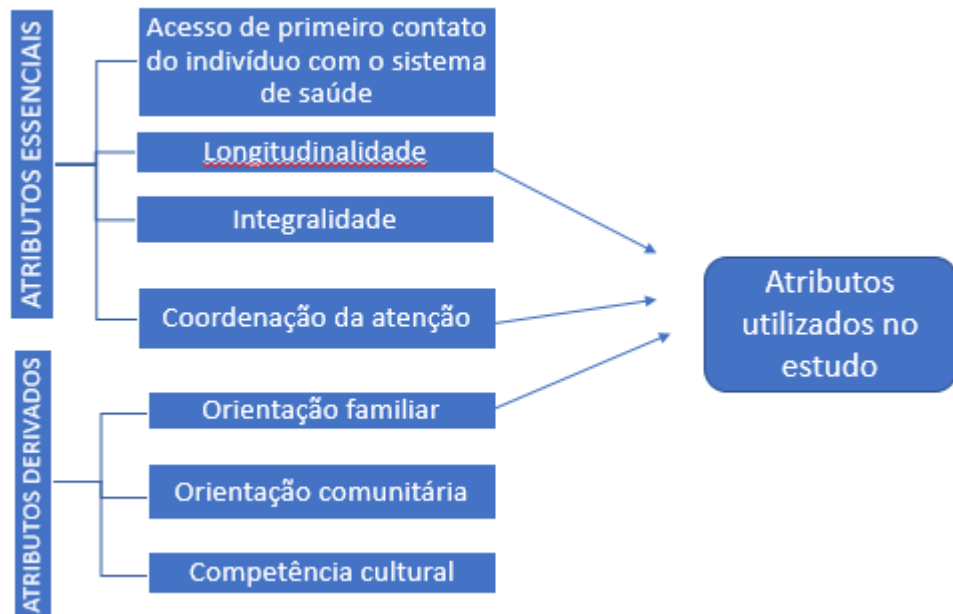 ATRIBUTOS ESSENCIAIS
Acesso de primeiro contato
do indivíduo com o sistema
de saúde
Longitudinalidade
Integralidade
Coordenação da atenção
ATRIBUTOS DERIVADOS
Orientação familiar
Orientação comunitária
Competência cultural
Atributos
utilizados no
estudo